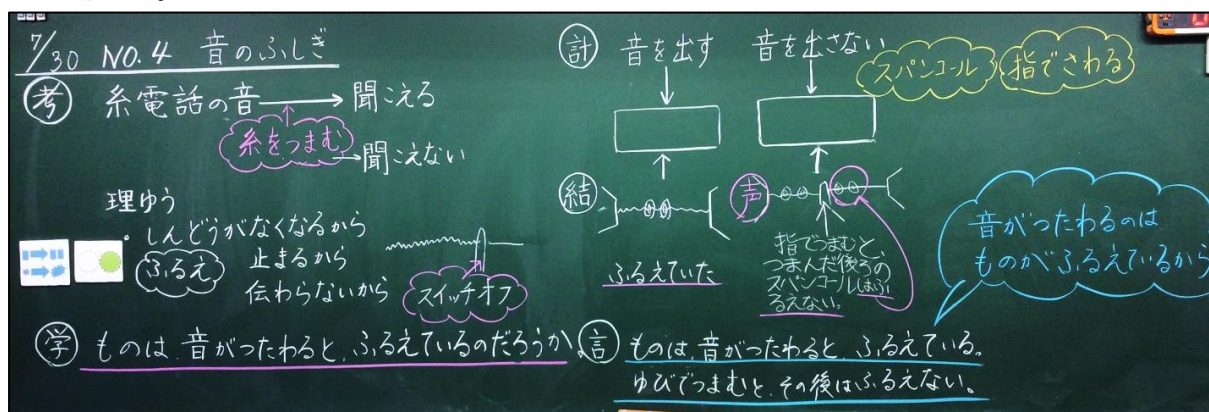 7/30 NO.4 音のふしぎ
考 糸電話の音→聞こえる
糸をつまむ
→聞こえない
理ゆう
・しんどうがなくなるから
ふるえ
止まるから
伝わらないから
スイッチオフ
学 ものは、音がつたわると、ふるえているのだろうか。
計 音を出す 音を出さない
スパンコール 指でさわる
結
ふるえていた
声
指でつまむと、
つまんだ後ろの
スパンコールはふ
るえない。
音がつたわるのは
ものがふるえているから
言 ものは、音がつたわると、ふるえている。
ゆびでつまむと、その後はふるえない。